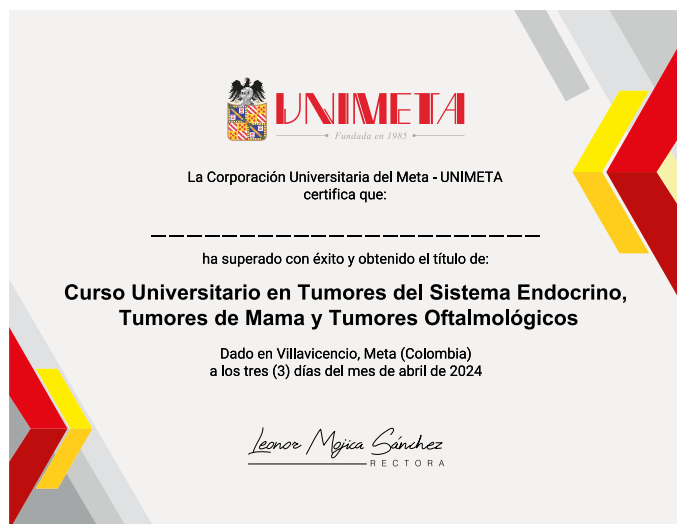 UNIMETA
Fundada en 1985
La Corporación Universitaria del Meta - UNIMETA
certifica que:
ha superado con éxito y obtenido el título de:
Curso Universitario en Tumores del Sistema Endocrino,
Tumores de Mama y Tumores Oftalmológicos
Dado en Villavicencio, Meta (Colombia)
a los tres (3) días del mes de abril de 2024
Leonor Mojica Sánchez
RECTORA